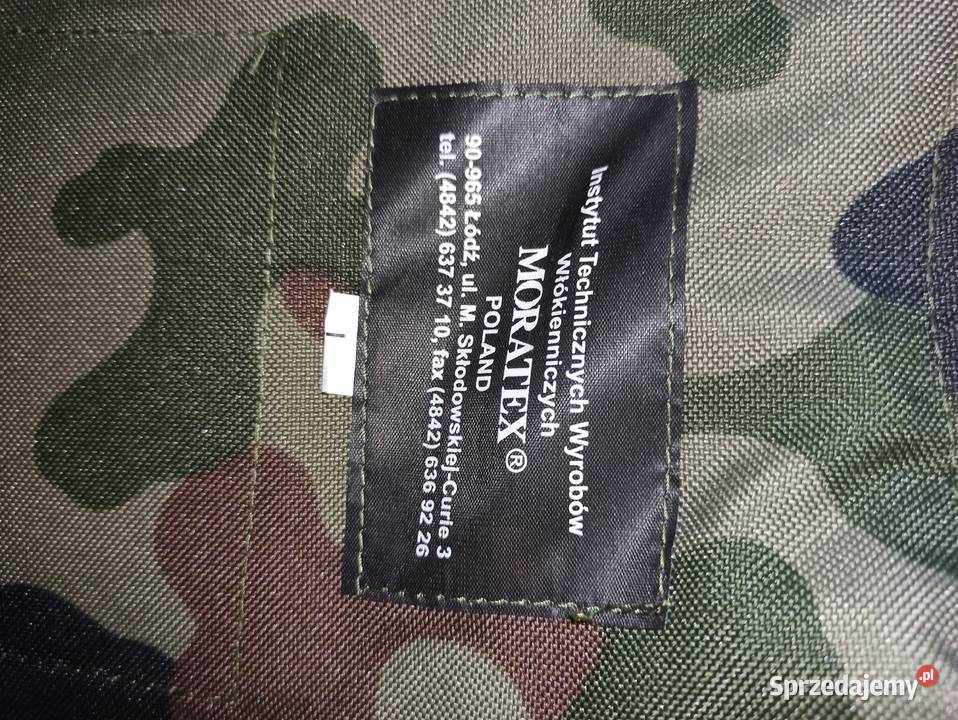 Instytut Technicznych Wyrobów
Włókienniczych
MORATEX®
POLAND
90-965 Łódź, ul. M. Skłodowskiej-Curie 3
tel. (4842) 637 37 10, fax (4842) 636 92 26
Sprzedajemy.pl